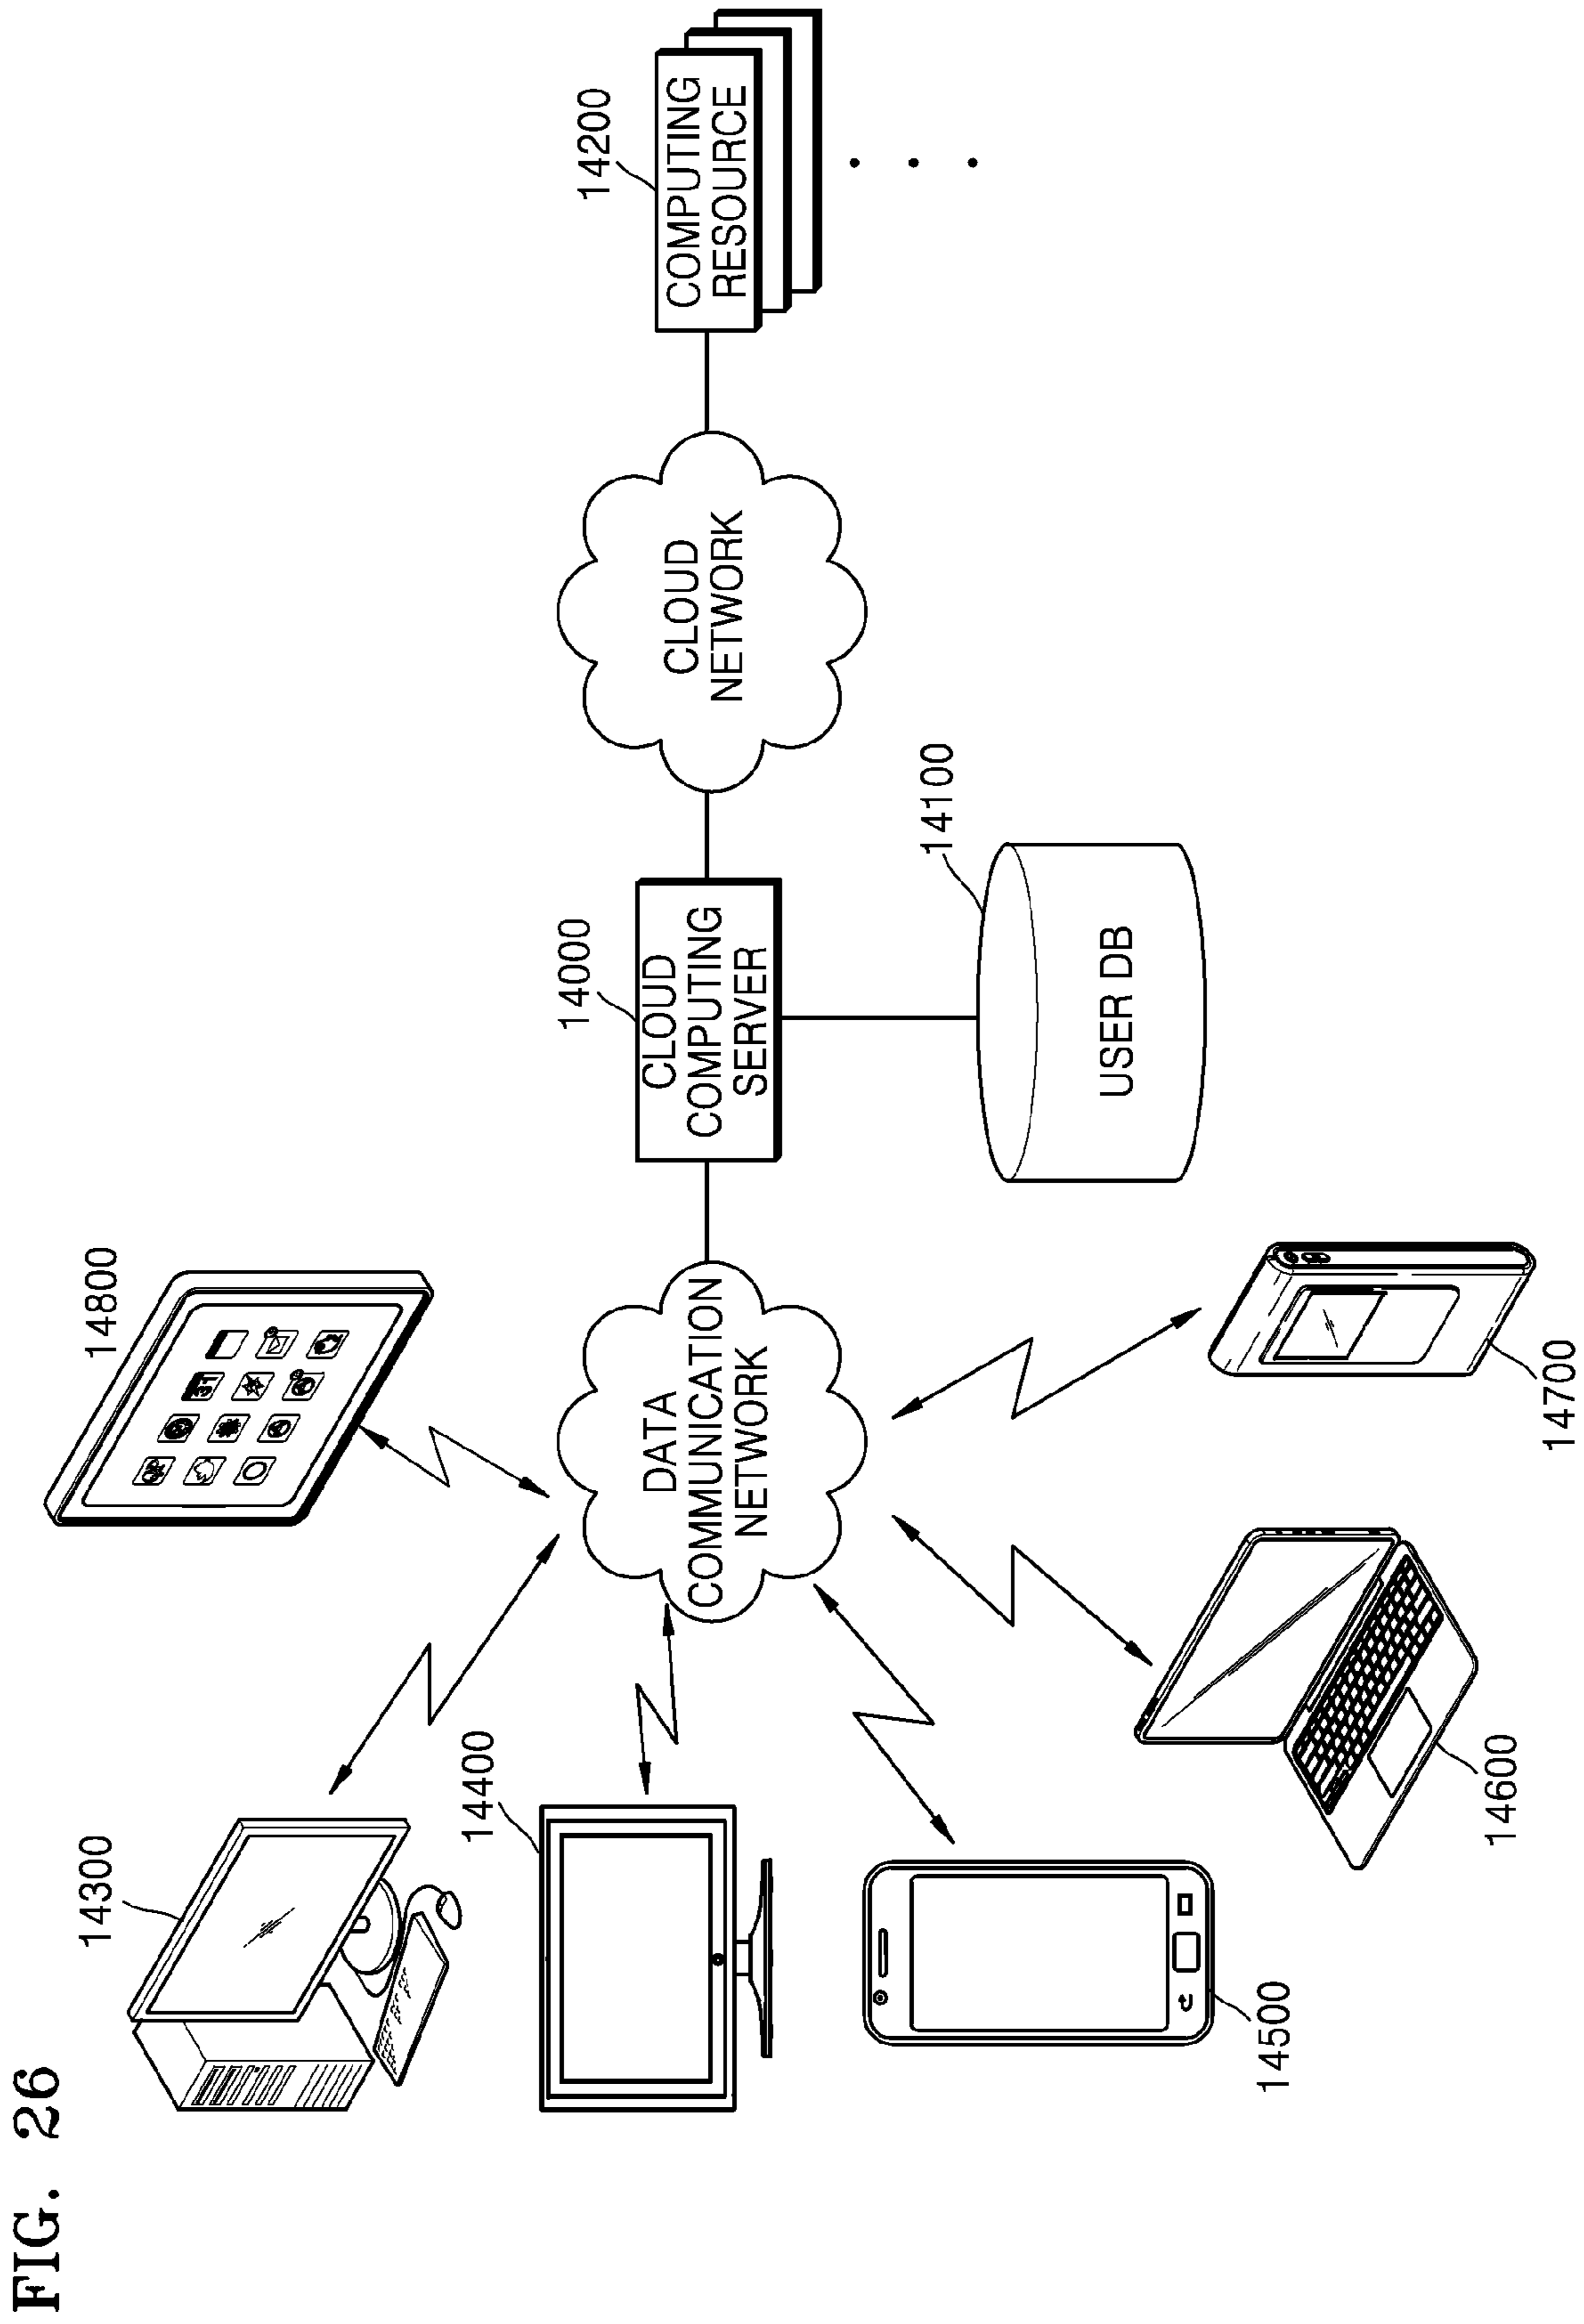 FIG. 26
14300
14800
14400
14000
14200
CLOUD
COMPUTING
SERVER
CLOUD
NETWORK
COMPUTING
RESOURCE
DATA
COMMUNICATION
NETWORK
14100
USER DB
14500
14600
14700
31